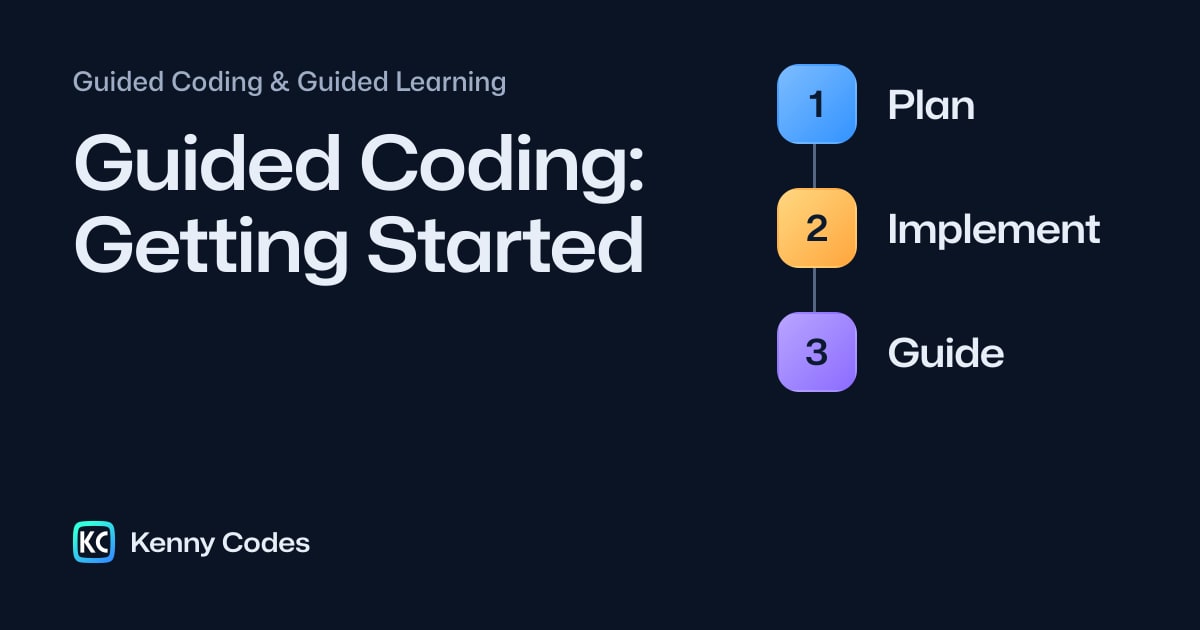 Guided Coding & Guided Learning
Guided Coding:
Getting Started
1 Plan
2 Implement
3 Guide
KC Kenny Codes